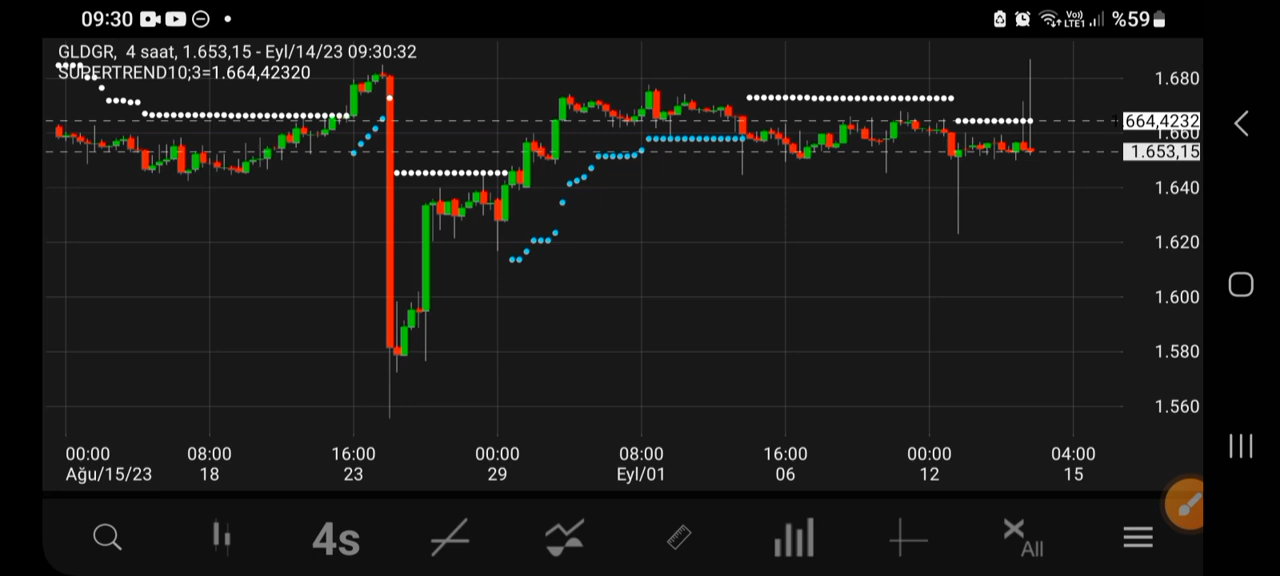 09:30
Vo)) LTE1 %59
GLDGR, 4 saat, 1.653,15 - Eyl/14/23 09:30:32
SUPERTREND10;3=1.664,42320
1.680
664,4232
1.660
1.653,15
1.640
1.620
1.600
1.580
1.560
00:00 08:00 16:00 00:00 08:00 16:00 00:00 04:00
Ağu/15/23 18 23 29 Eyl/01 06 12 15
4s
All